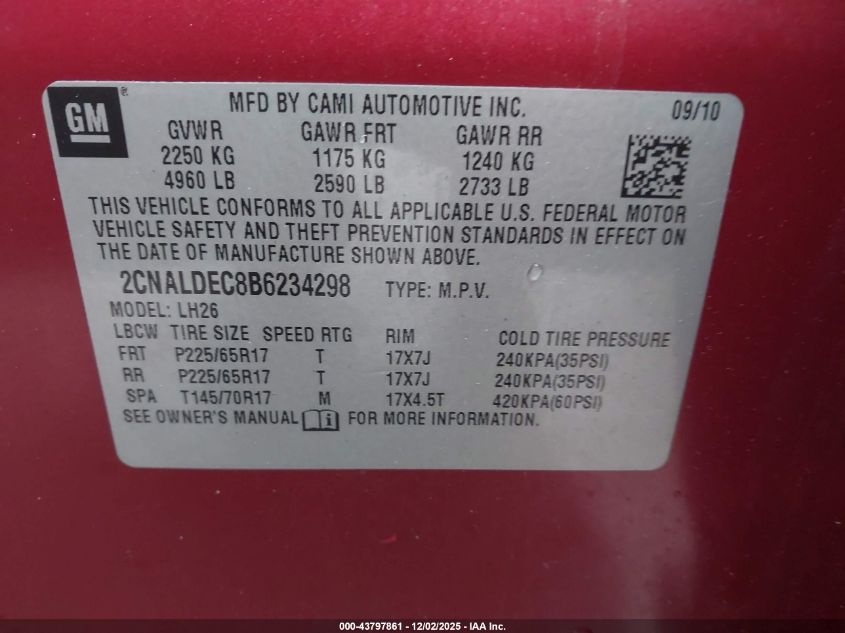 GM ® MFD BY CAMI AUTOMOTIVE INC. 09/10
GVWR GAWR FRT GAWR RR
2250 KG 1175 KG 1240 KG
4960 LB 2590 LB 2733 LB
THIS VEHICLE CONFORMS TO ALL APPLICABLE U.S. FEDERAL MOTOR
VEHICLE SAFETY AND THEFT PREVENTION STANDARDS IN EFFECT ON
THE DATE OF MANUFACTURE SHOWN ABOVE.
2CNALDEC8B6234298 TYPE: M.P.V.
MODEL: LH26
LBCW TIRE SIZE SPEED RTG RIM COLD TIRE PRESSURE
FRT P225/65R17 T 17X7J 240KPA(35PSI)
RR P225/65R17 T 17X7J 240KPA(35PSI)
SPA T145/70R17 M 17X4.5T 420KPA(60PSI)
SEE OWNER'S MANUAL i FOR MORE INFORMATION.
000-43797861 - 12/02/2025 - IAA Inc.